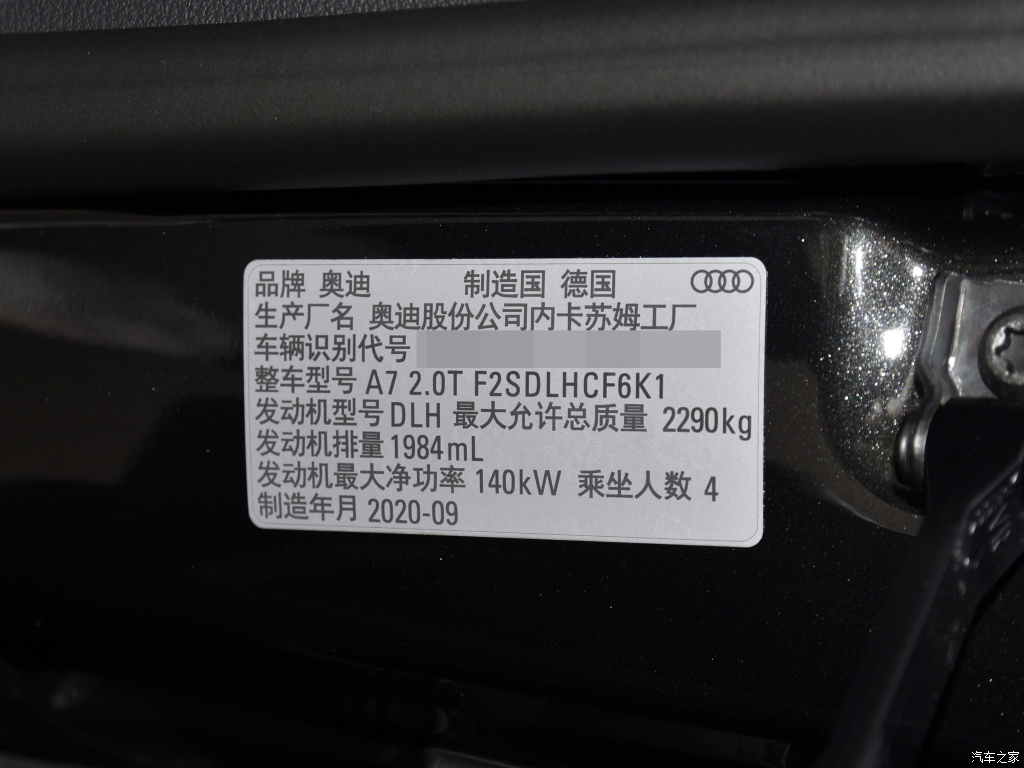 品牌 奥迪 制造国 德国
生产厂名 奥迪股份公司内卡苏姆工厂
车辆识别代号
整车型号 A7 2.0T F2SDLHCF6K1
发动机型号 DLH 最大允许总质量 2290kg
发动机排量 1984mL
发动机最大净功率 140kW 乘坐人数 4
制造年月 2020-09
汽车之家